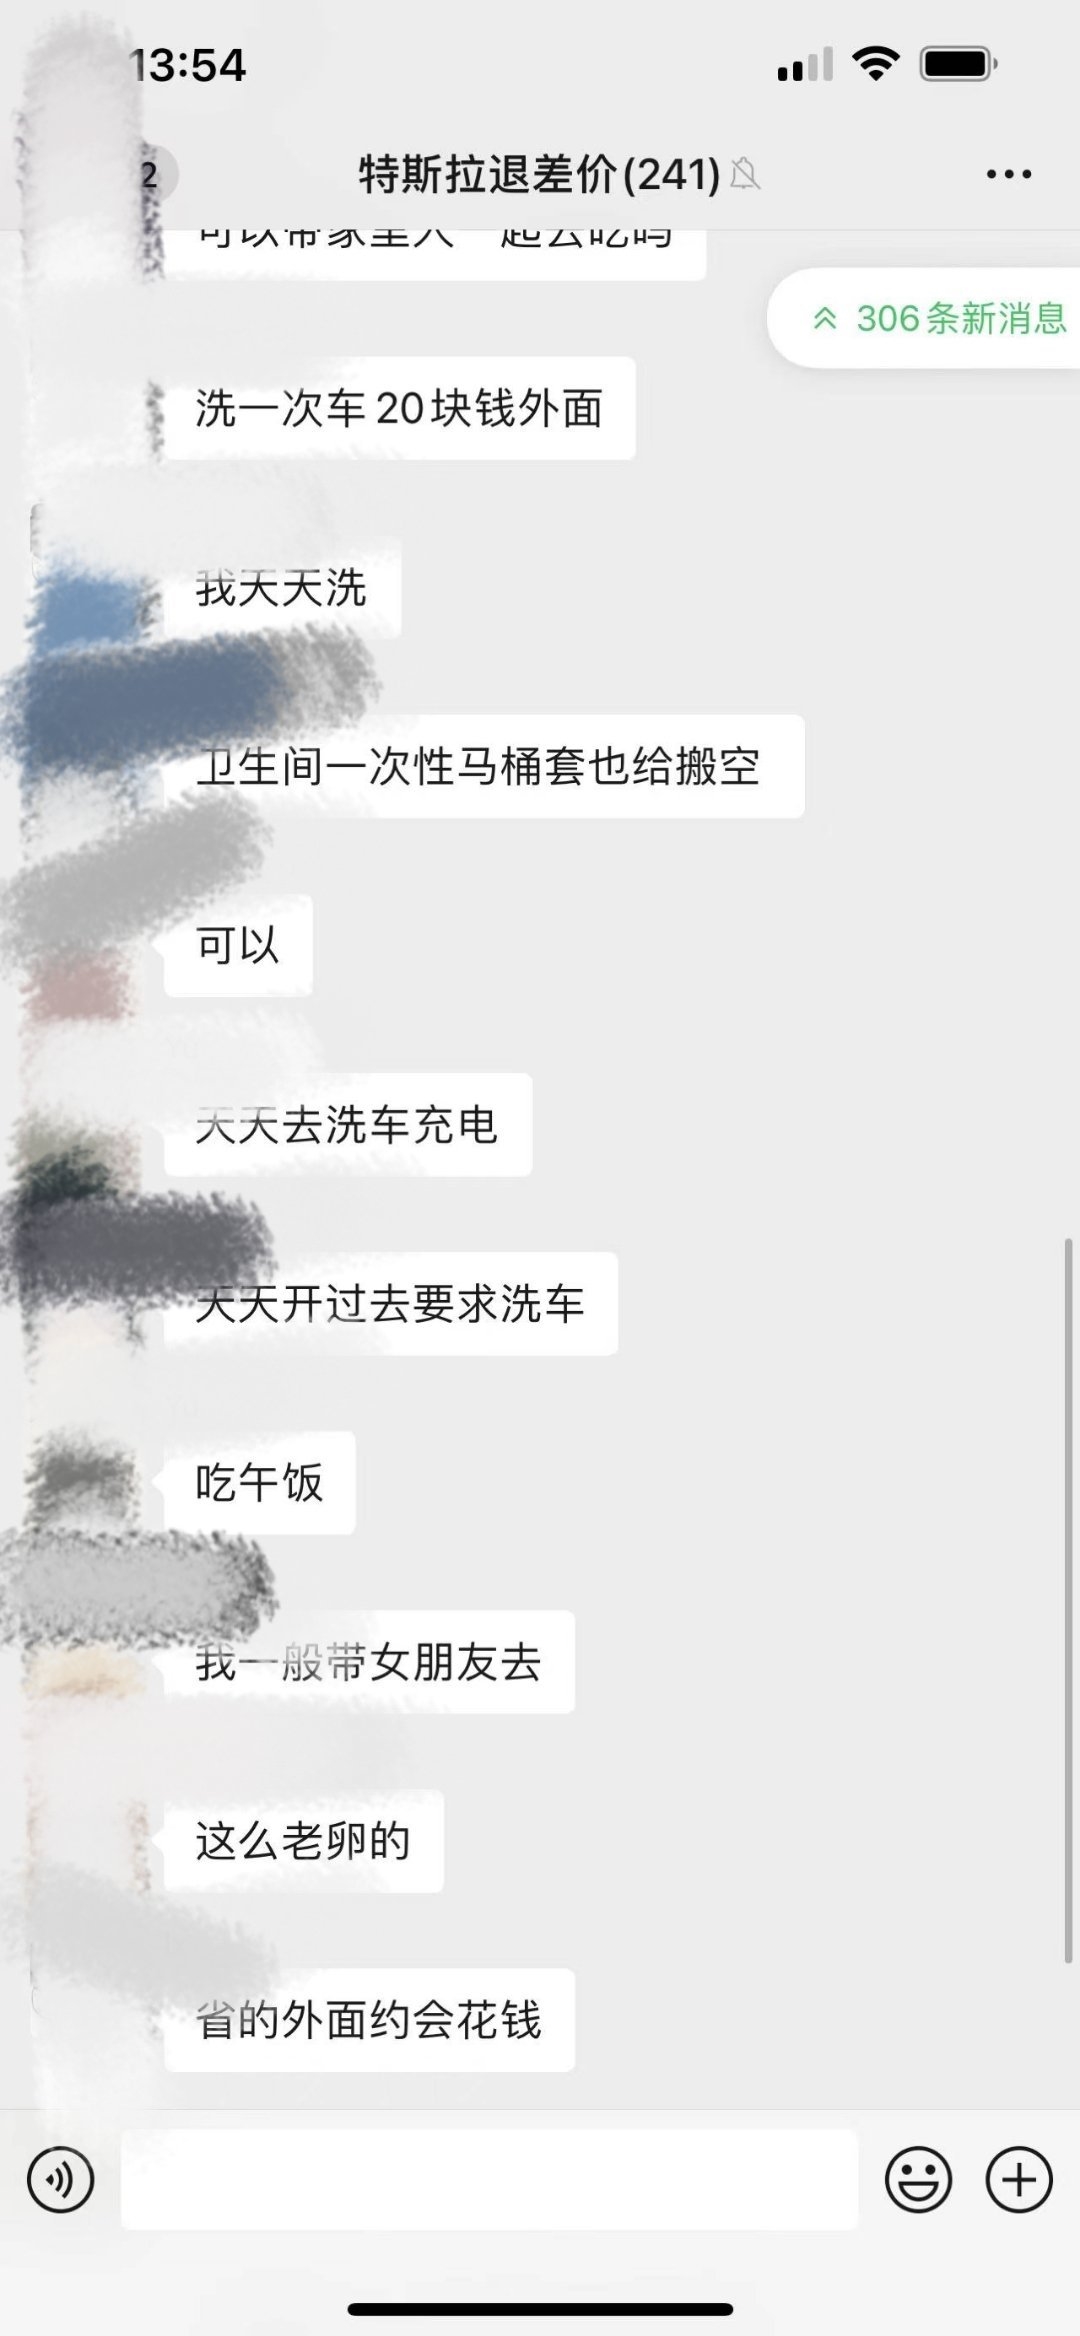 13:54
2
特斯拉退差价(241)
可以带家里人一起去吃吗
306条新消息
洗一次车20块钱外面
我天天洗
卫生间一次性马桶套也给搬空
可以
天天去洗车充电
天天开过去要求洗车
吃午饭
我一般带女朋友去
这么老卵的
省的外面约会花钱